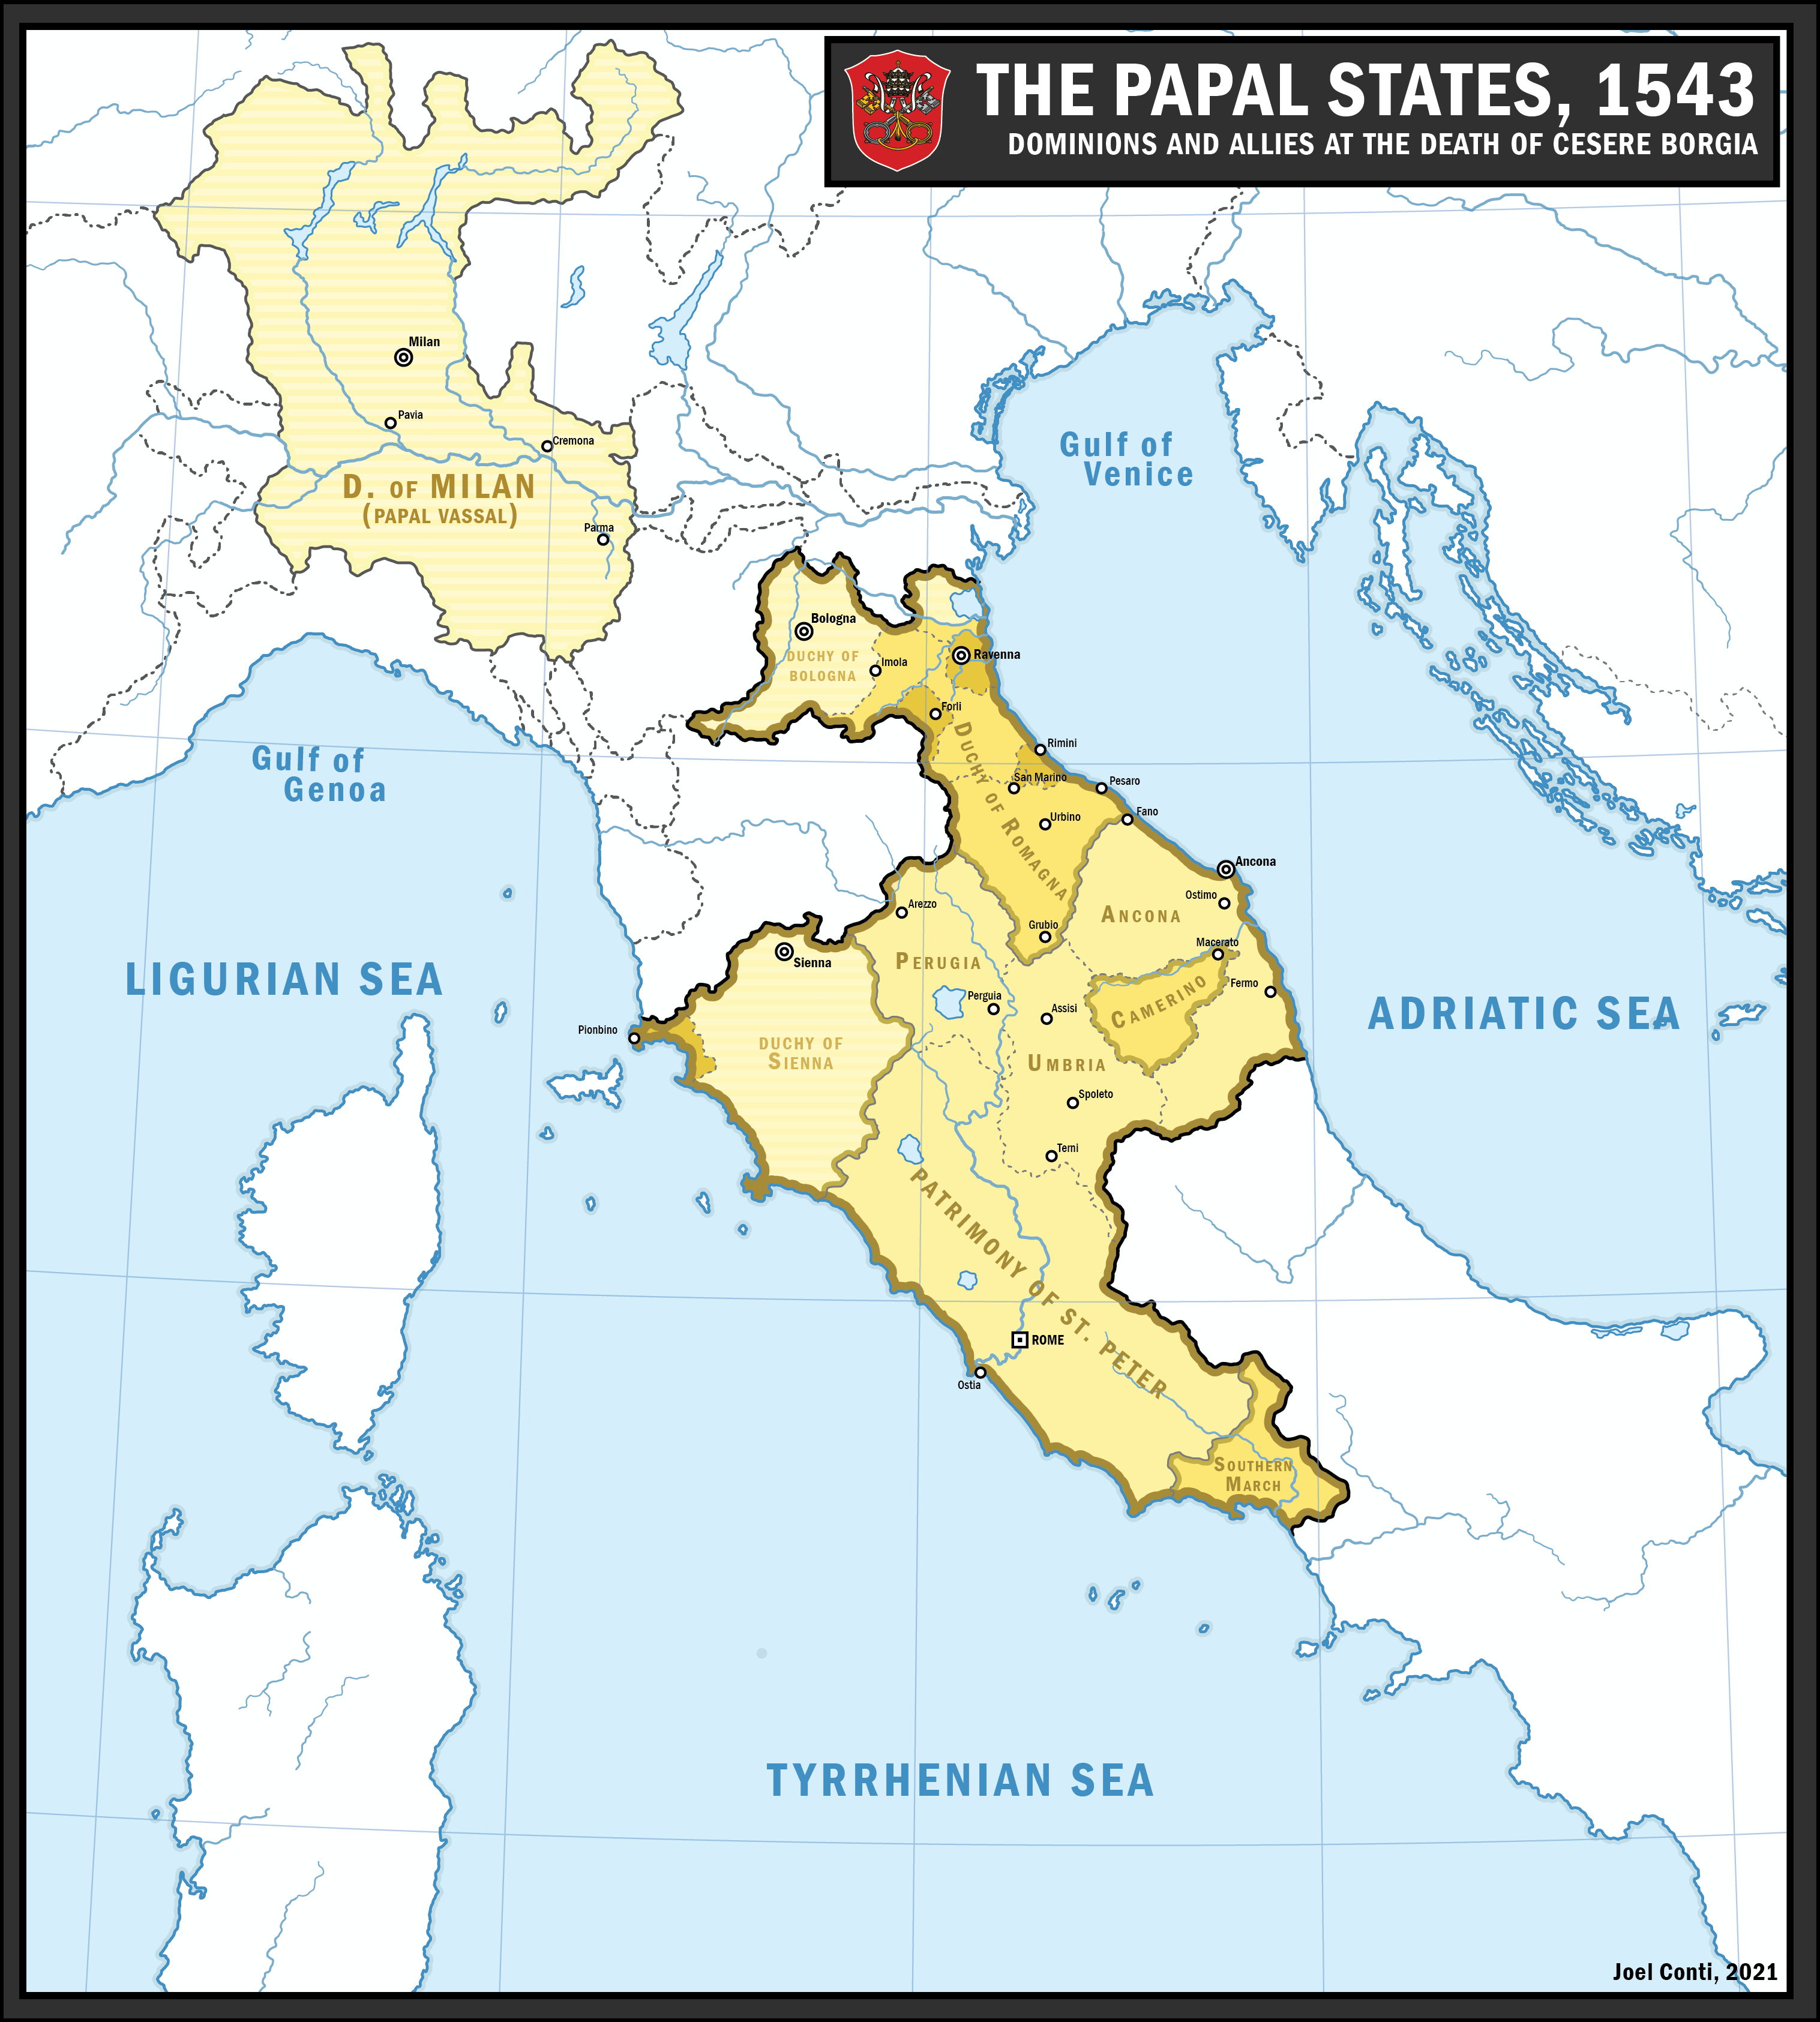 THE PAPAL STATES, 1543
DOMINIONS AND ALLIES AT THE DEATH OF CESERE BORGIA
Milan
Pavia
Cremona
D. OF MILAN
(PAPAL VASSAL)
Parma
Gulf of
Venice
Bologna
DUCHY OF
BOLOGNA
Imola
Ravenna
Forli
DUCHY OF ROMAGNA
Rimini
San Marino
Pesaro
Urbino
Fano
Gulf of
Genoa
Ancona
Ostimo
Arezzo
ANCONA
Grubio
Macerato
PERUGIA
Sienna
Fermo
CAMERINO
Perguia
Assisi
LIGURIAN SEA
ADRIATIC SEA
Pionbino
DUCHY OF
SIENNA
UMBRIA
Spoleto
Terni
PATRIMONY OF ST. PETER
ROME
Ostia
SOUTHERN
MARCH
TYRRHENIAN SEA
Joel Conti, 2021